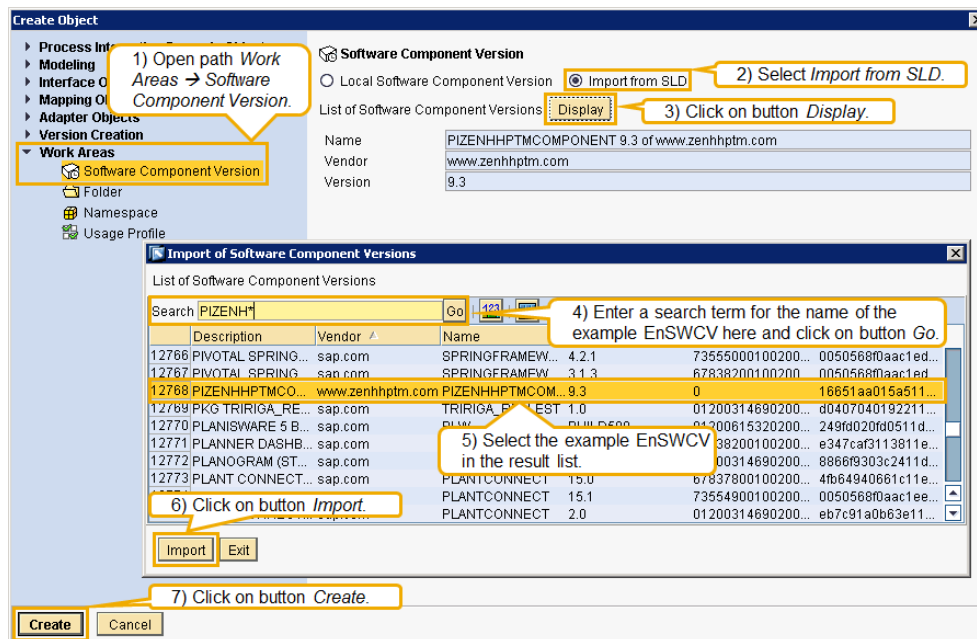 Create Object
Process Int
Modeling
Interface O
Mapping Ob
Adapter Objects
Version Creation
Work Areas
Software Component Version
Folder
Namespace
Usage Profile
1) Open path Work
Areas → Software
Component Version.
Software Component Version
Local Software Component Version Import from SLD
2) Select Import from SLD.
List of Software Component Versions Display
3) Click on button Display.
Name PIZENHHPTMCOMPONENT 9.3 of www.zenhhptm.com
Vendor www.zenhhptm.com
Version 9.3
Import of Software Component Versions
List of Software Component Versions
Search PIZENH* Go 123
4) Enter a search term for the name of the
example EnSWCV here and click on button Go.
Description Vendor Name
12766 PIVOTAL SPRING... sap.com SPRINGFRAMEW... 4.2.1 73555000100200... 0050568f0aac1ed...
12767 PIVOTAL SPRING... sap.com SPRINGFRAMEW... 3.1.3 67838200100200... 0050568f0aac1ed...
12768 PIZENHHPTMCO... www.zenhhptm.com PIZENHHPTMCOM... 9.3 0 16651aa015a511...
12769 PKG TRIRIGA_RE... sap.com 1.0 01200314690200... d0407040192211...
12770 PLANISWARE 5 B... sap.com 01200615320200... 249fd020fd0511d...
12771 PLANNER DASHB... sap.com 38200100200... e347caf3113811e...
12772 PLANOGRAM (ST... sap.com 00314690200... 8866f9303c2411d...
12773 PLANT CONNECT... sap.com PLANTCONNECT 15.0 67837800100200... 4fb64940661c11e...
PLANTCONNECT 15.1 73554900100200... 0050568f0aac1ee...
PLANTCONNECT 2.0 01200314690200... eb7c91a0b63e11...
5) Select the example EnSWCV
in the result list.
6) Click on button Import.
Import Exit
7) Click on button Create.
Create Cancel